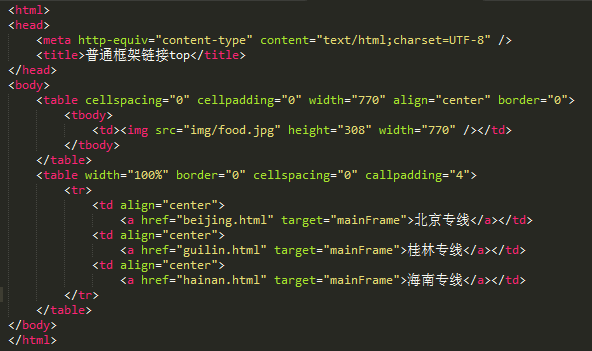 <html>
<head>
<meta http-equiv="content-type" content="text/html;charset=UTF-8" />
<title>普通框架链接top</title>
</head>
<body>
<table cellspacing="0" cellpadding="0" width="770" align="center" border="0">
<tbody>
<td><img src="img/food.jpg" height="308" width="770" /></td>
</tbody>
</table>
<table width="100%" border="0" cellspacing="0" callpadding="4">
<tr>
<td align="center">
<a href="beijing.html" target="mainFrame">北京专线</a></td>
<td align="center">
<a href="guilin.html" target="mainFrame">桂林专线</a></td>
<td align="center">
<a href="hainan.html" target="mainFrame">海南专线</a></td>
</tr>
</table>
</body>
</html>